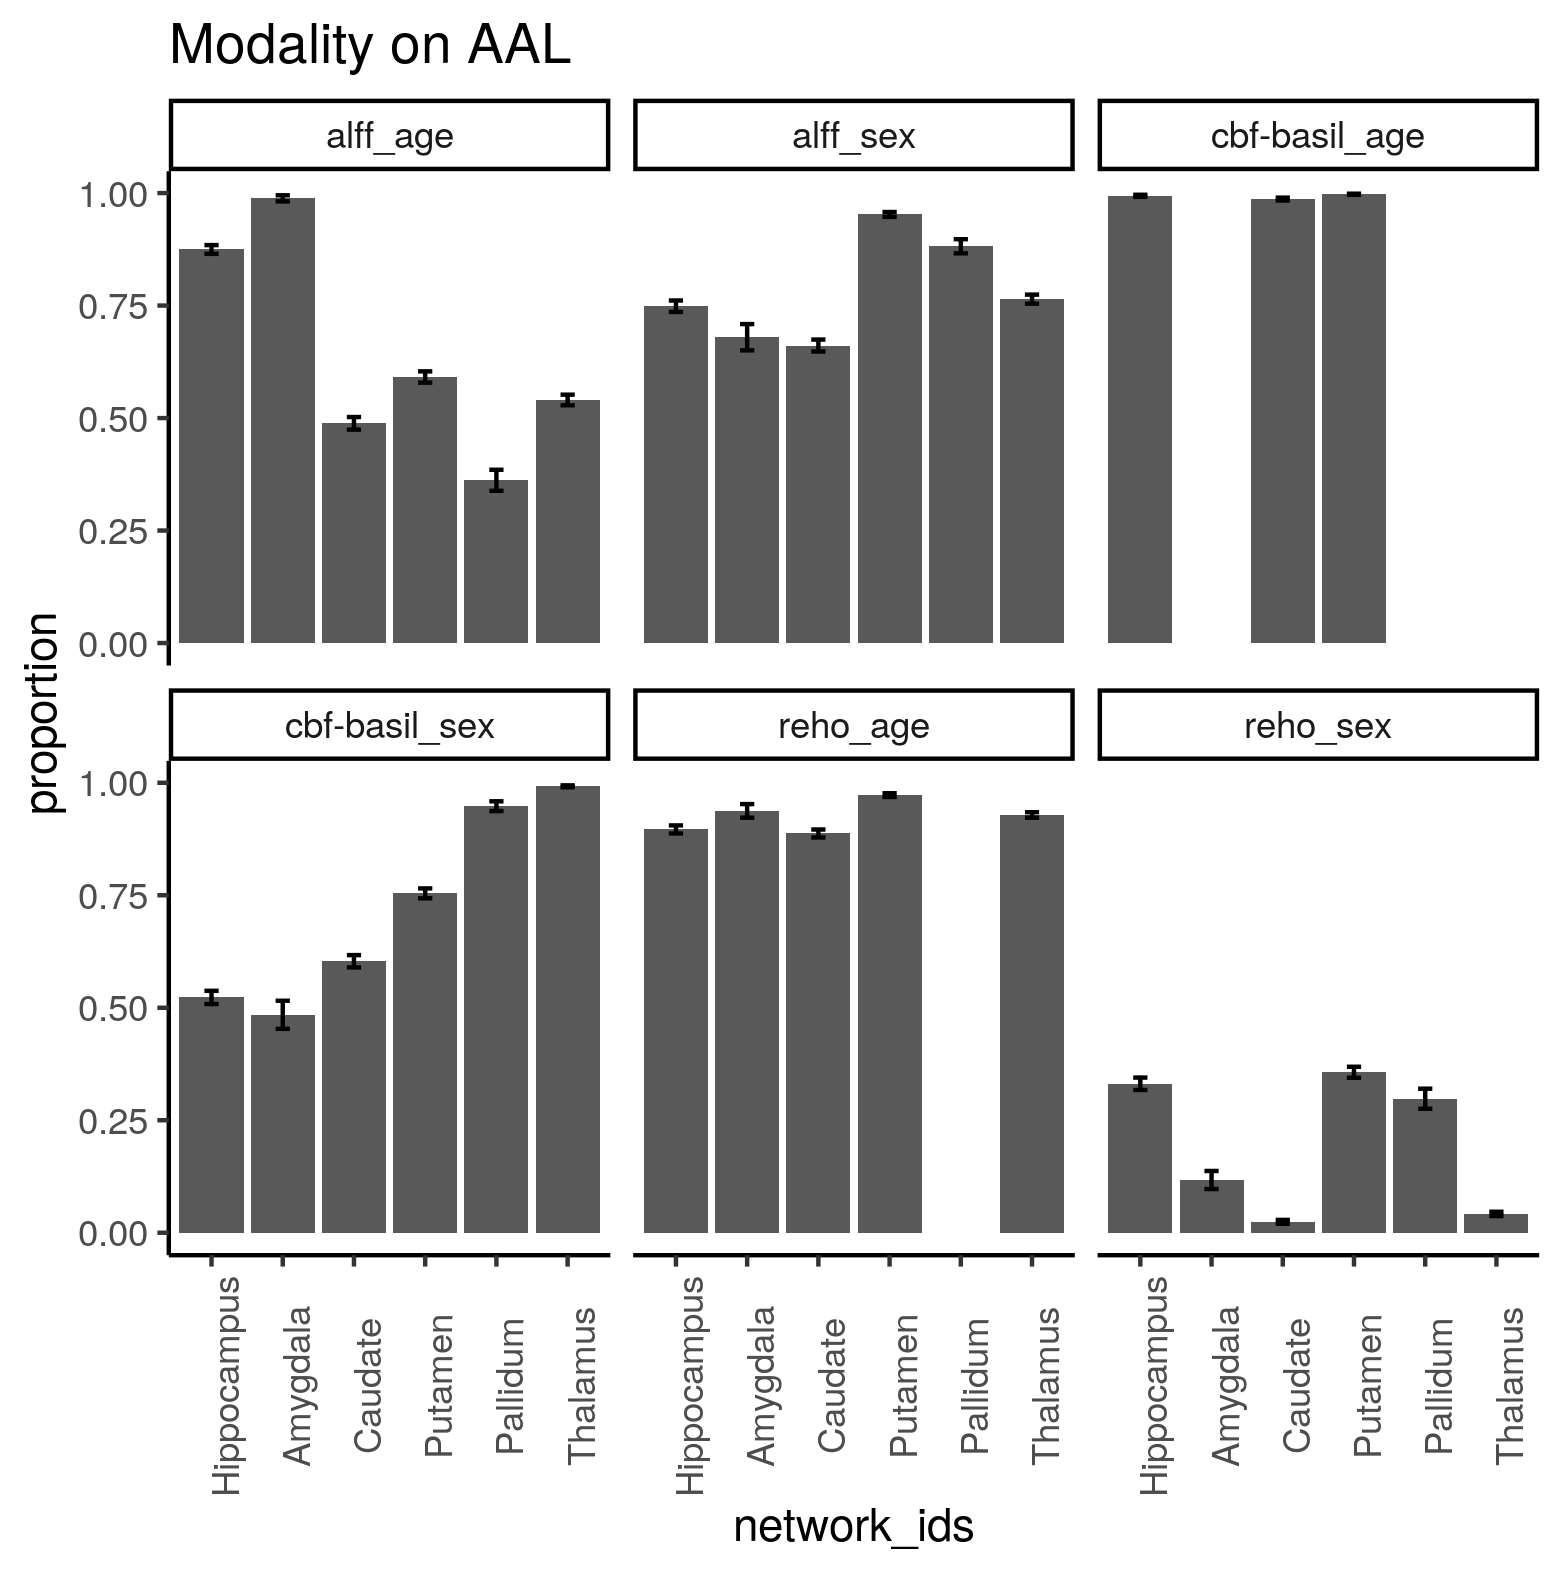 Modality on AAL
alff_age
alff_sex
cbf-basil_age
1.00
0.75
0.50
0.25
0.00
proportion
cbf-basil_sex
reho_age
reho_sex
1.00
0.75
0.50
0.25
0.00
Hippocampus
Amygdala
Caudate
Putamen
Pallidum
Thalamus
Hippocampus
Amygdala
Caudate
Putamen
Pallidum
Thalamus
Hippocampus
Amygdala
Caudate
Putamen
Pallidum
Thalamus
network_ids